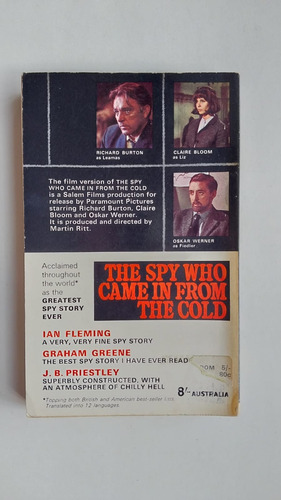 RICHARD BURTON
as Leamas
CLAIRE BLOOM
as Liz
The film version of THE SPY
WHO CAME IN FROM THE COLD
is a Salem Films production for
release by Paramount Pictures
starring Richard Burton, Claire
Bloom and Oskar Werner.
It is produced and directed by
Martin Ritt.
OSKAR WERNER
as Fiedler
Acclaimed
throughout
the world*
as the
GREATEST
SPY STORY
EVER
THE SPY WHO
CAME IN FROM
THE COLD
IAN FLEMING
A VERY, VERY FINE SPY STORY
GRAHAM GREENE
THE BEST SPY STORY I HAVE EVER READ
J. B. PRIESTLEY
SUPERBLY CONSTRUCTED, WITH
AN ATMOSPHERE OF CHILLY HELL
*Topping both British and American best seller lists
Translated into 12 languages.
8/- AUSTRALIA